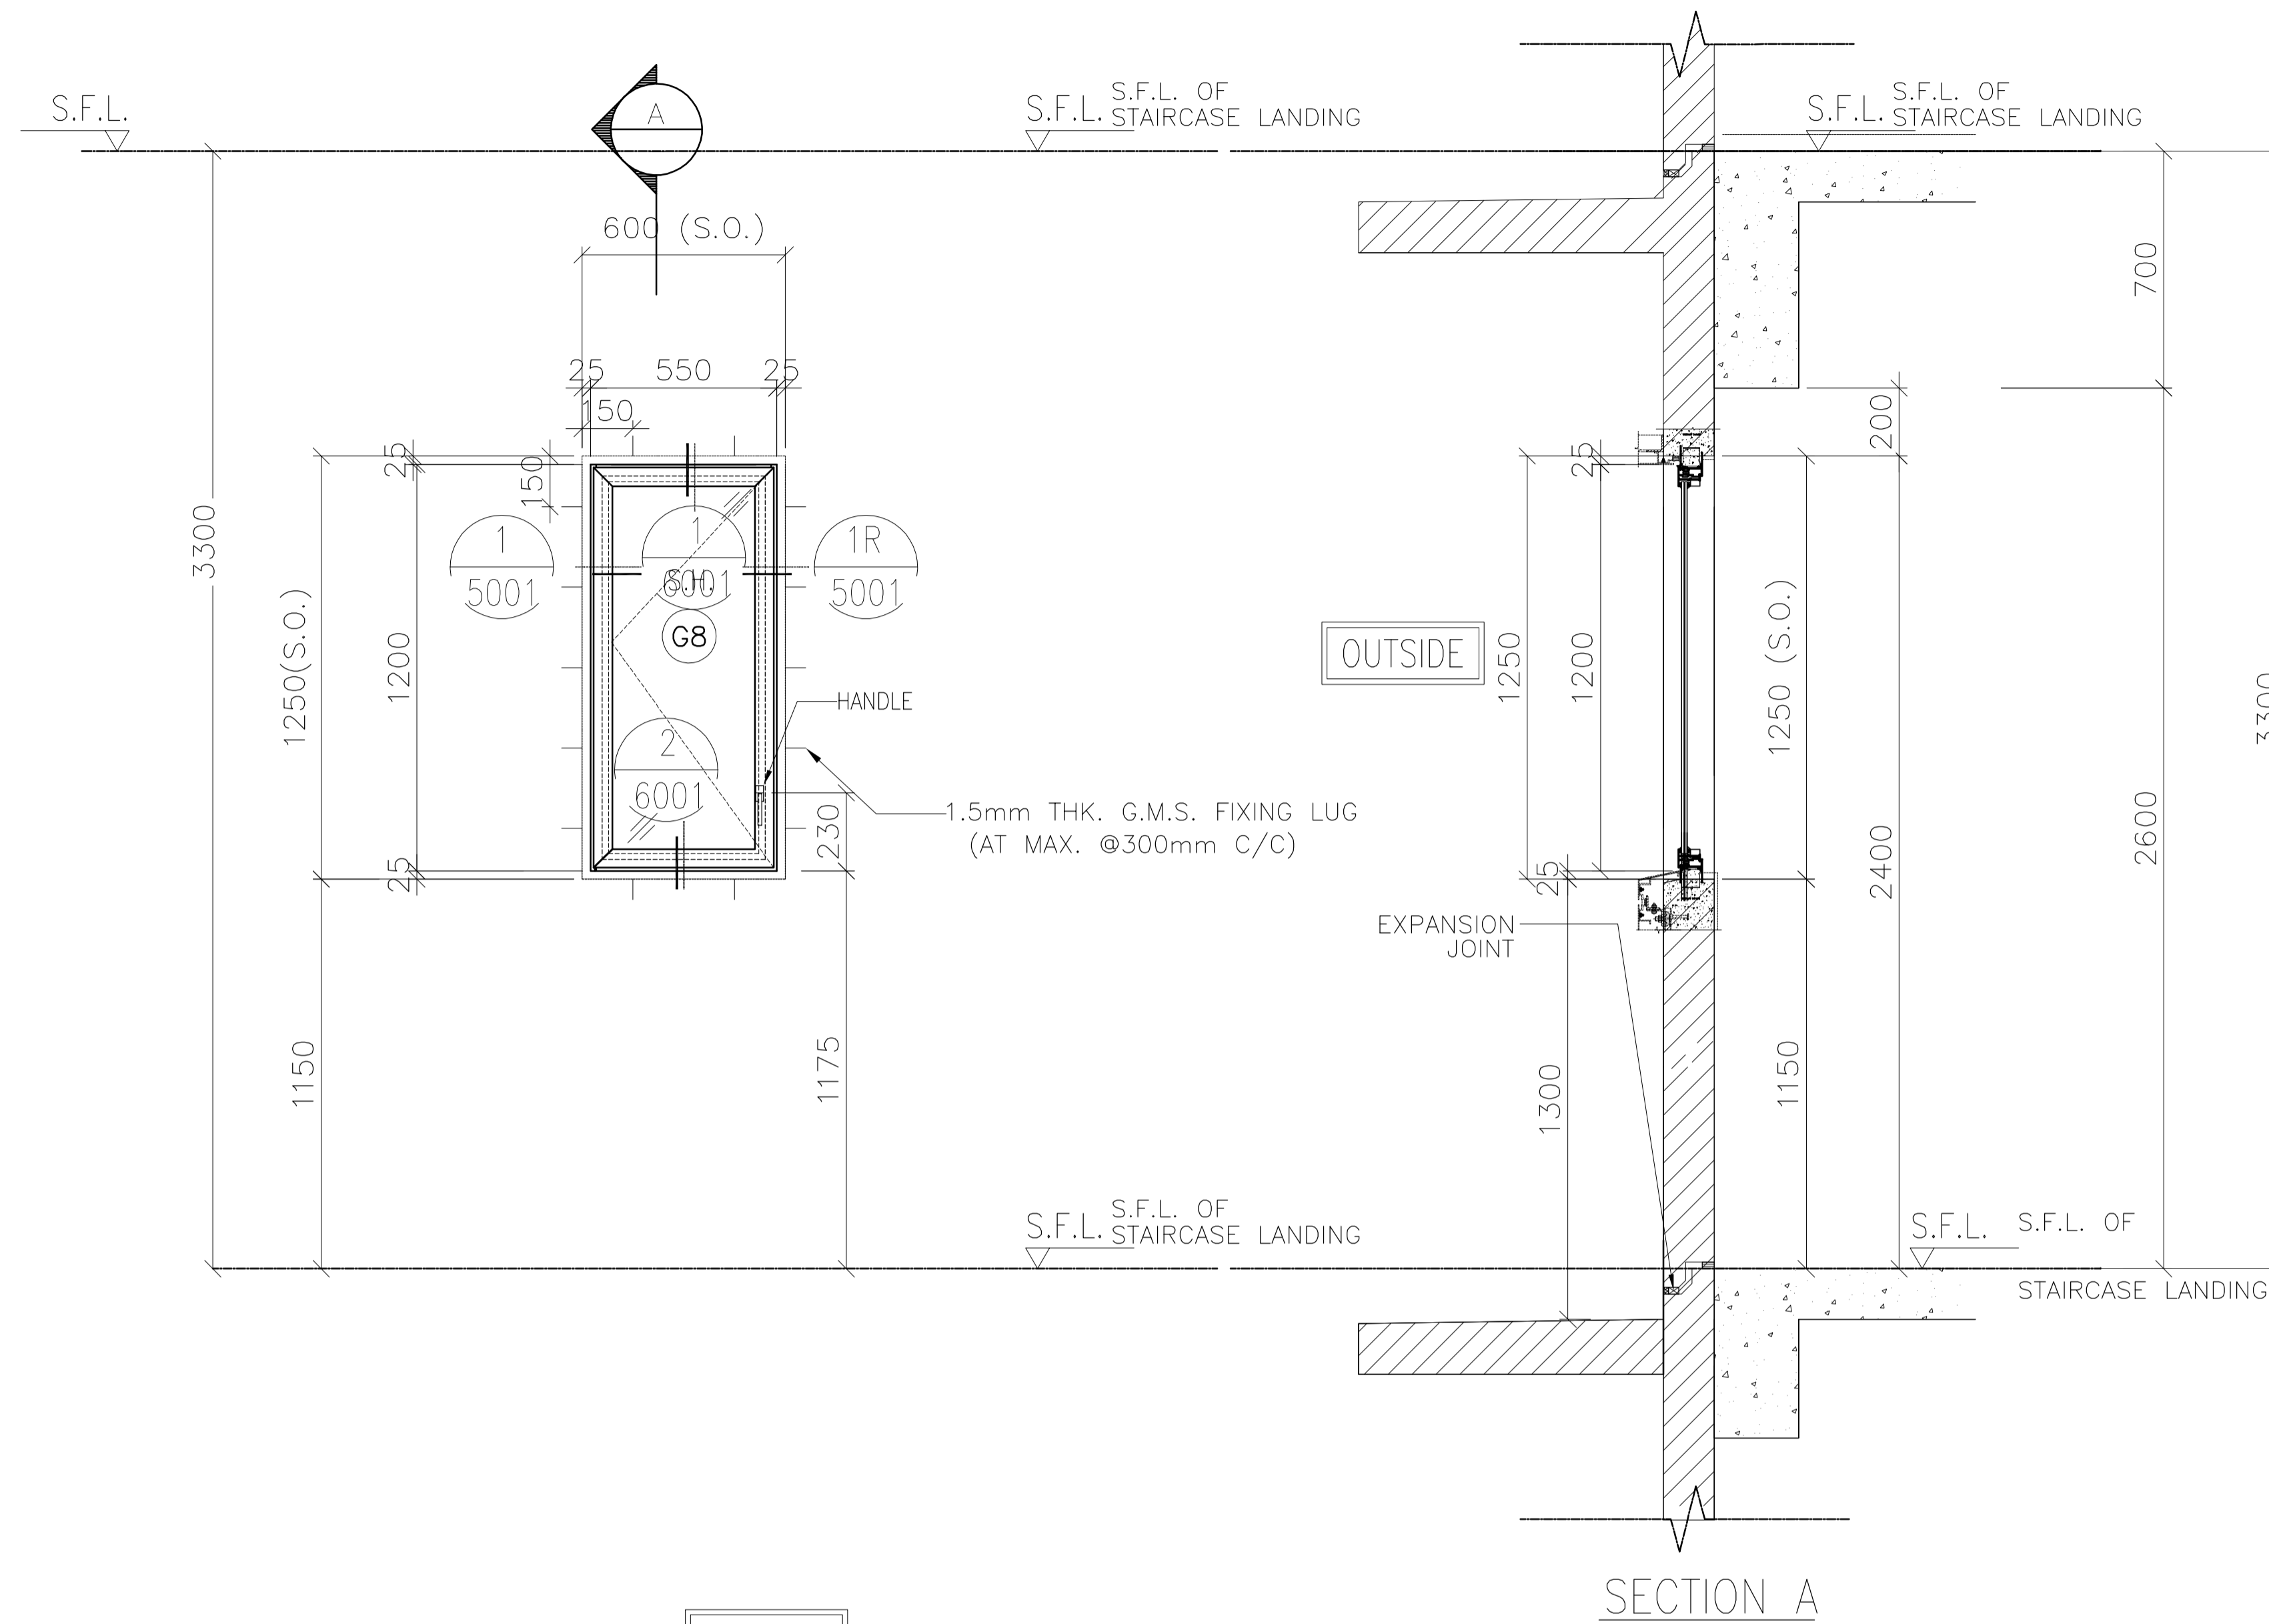 S.F.L.
A
S.F.L. S.F.L. OF
STAIRCASE LANDING
S.F.L. S.F.L. OF
STAIRCASE LANDING
600 (S.O.)
700
25 550 25
150
200
25
150
25
3300
1
5001
1
6001
S.H.
1R
5001
G8
1250(S.O.)
1200
OUTSIDE
1250
1200
1250 (S.O.)
3300
HANDLE
2
6001
1.5mm THK. G.M.S. FIXING LUG
(AT MAX. @300mm C/C)
230
25
25
2400
2600
EXPANSION
JOINT
1150
1175
1300
1150
S.F.L. S.F.L. OF
STAIRCASE LANDING
S.F.L. S.F.L. OF
STAIRCASE LANDING
SECTION A